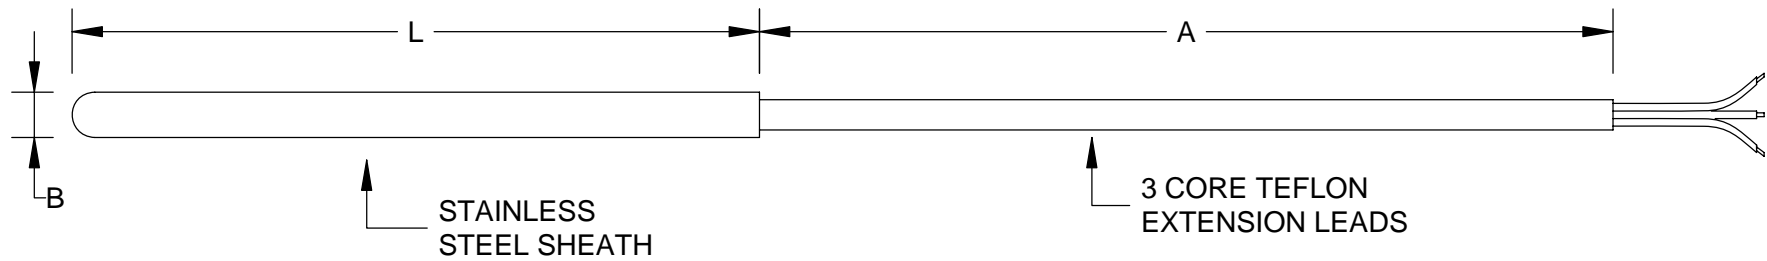 L
A
B
STAINLESS
STEEL SHEATH
3 CORE TEFLON
EXTENSION LEADS